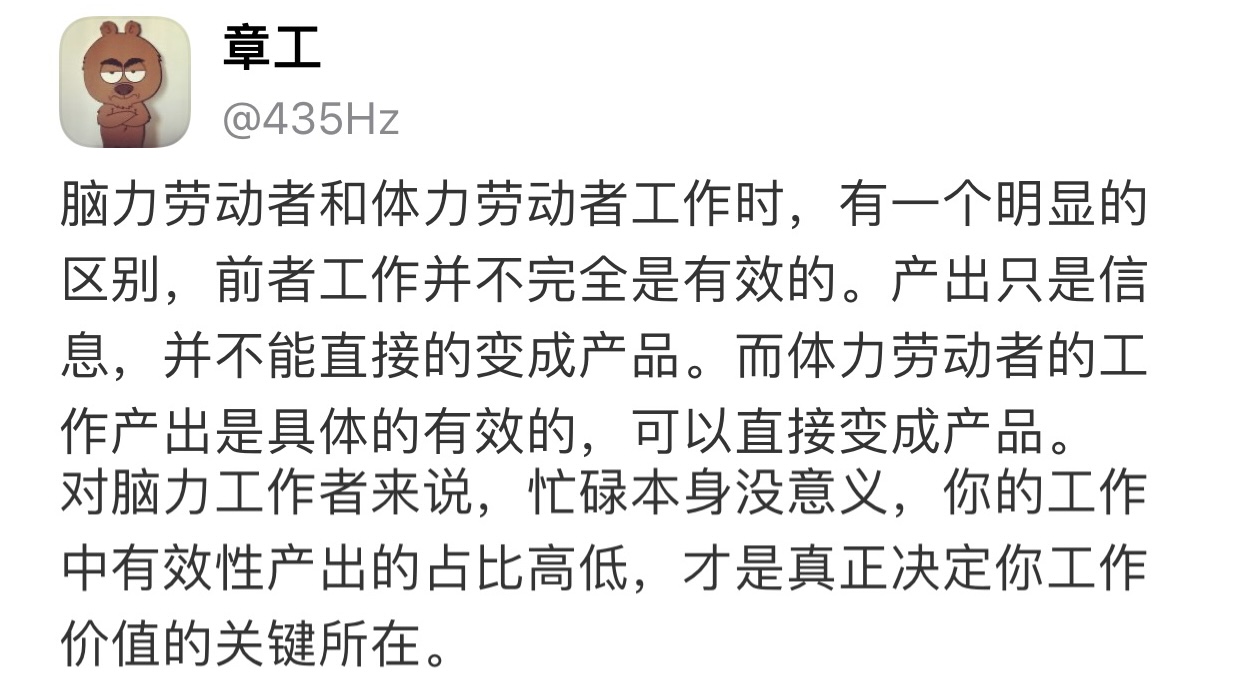 章工
@435Hz
脑力劳动者和体力劳动者工作时，有一个明显的
区别，前者工作并不完全是有效的。产出只是信
息，并不能直接的变成产品。而体力劳动者的工
作产出是具体的有效的，可以直接变成产品。
对脑力工作者来说，忙碌本身没意义，你的工作
中有效性产出的占比高低，才是真正决定你工作
价值的关键所在。